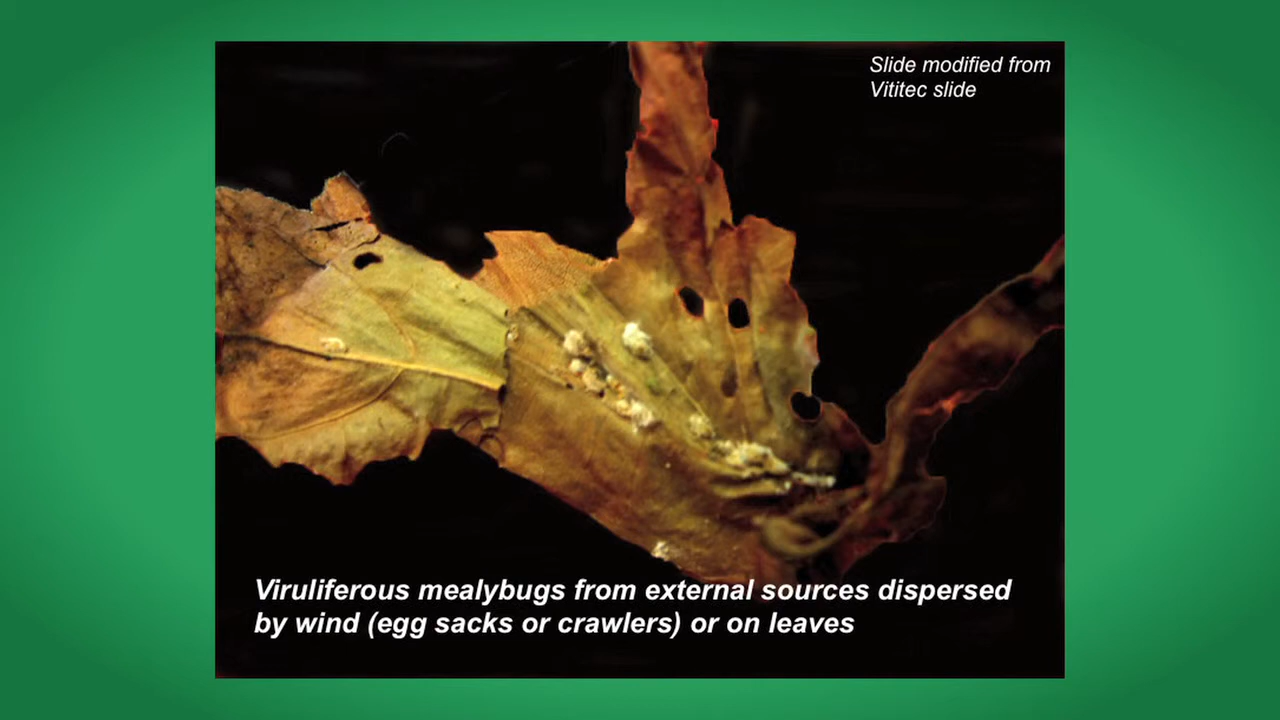 Slide modified from
Vititec slide
Viruliferous mealybugs from external sources dispersed
by wind (egg sacks or crawlers) or on leaves